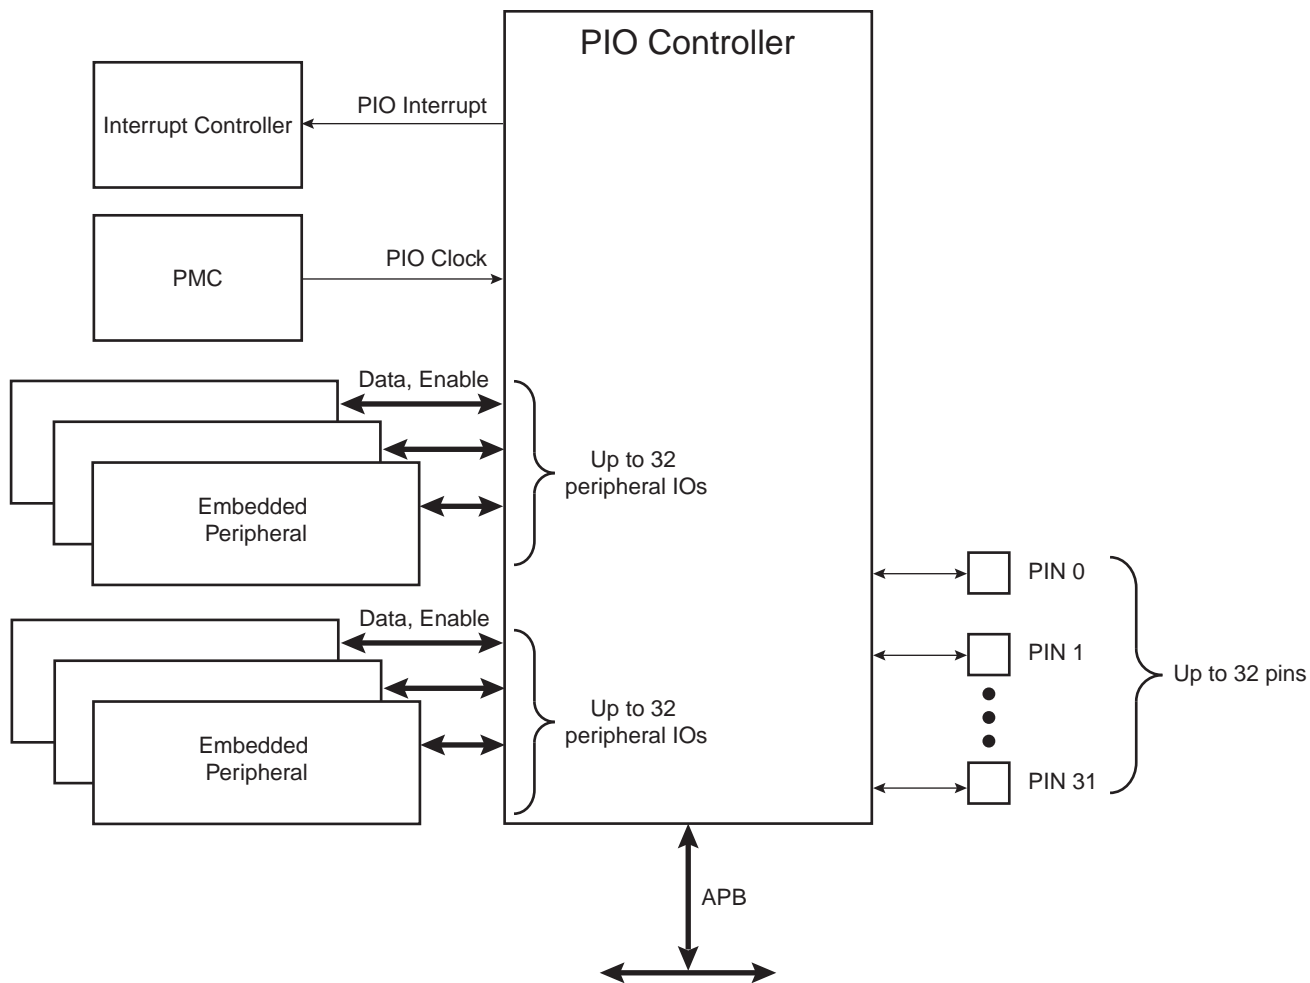 PIO Controller
PIO Interrupt
Interrupt Controller
PIO Clock
PMC
Data, Enable
Up to 32
peripheral IOs
Embedded
Peripheral
PIN 0
Data, Enable
PIN 1
Up to 32 pins
Up to 32
peripheral IOs
Embedded
Peripheral
PIN 31
APB